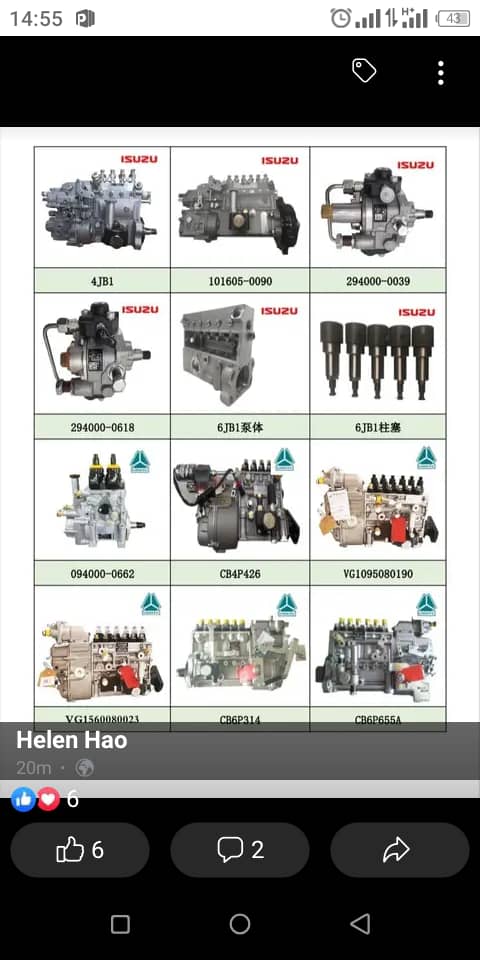 14:55
H+
43
ISUZU
ISUZU
ISUZU
4JB1
101605-0090
294000-0039
ISUZU
ISUZU
ISUZU
294000-0618
6JB1泵体
6JB1柱塞
094000-0662
CB4P426
VG1095080190
VG1560080023
CB6P314
CB6P655A
Helen Hao
20m ·
6
6
2